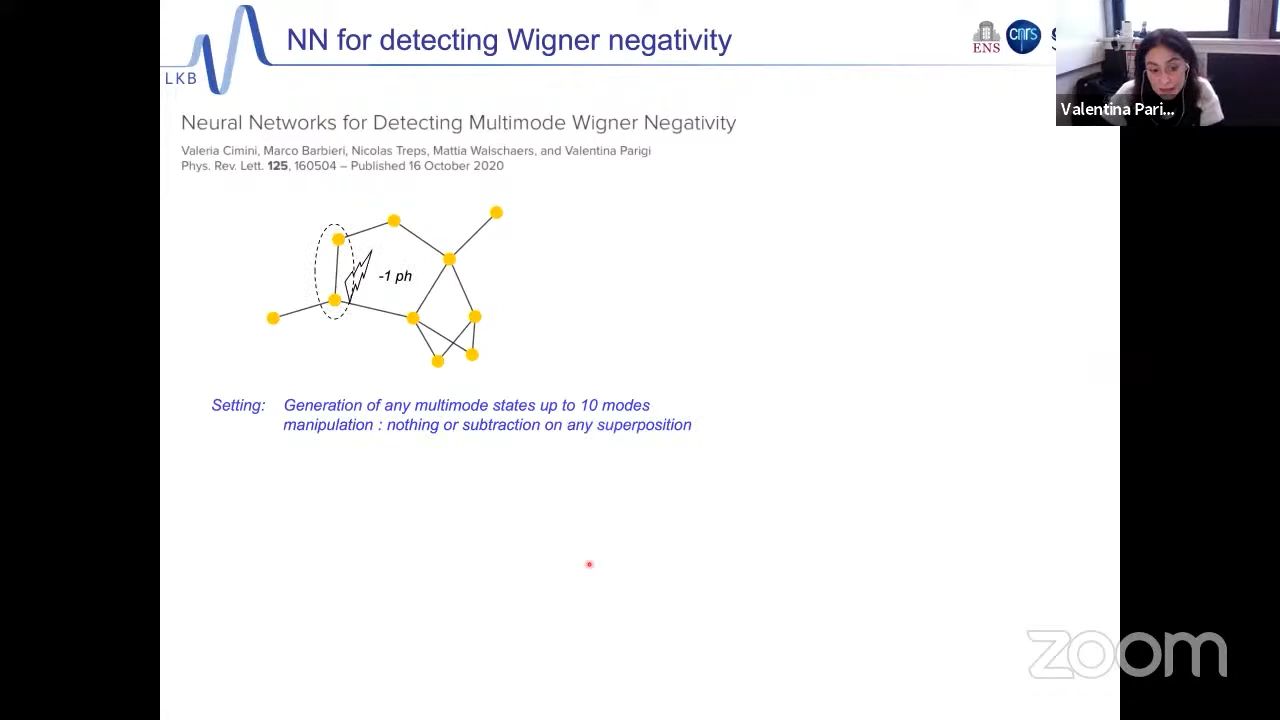 NN for detecting Wigner negativity
LKB
ENS
cnrs
Valentina Pari...
Neural Networks for Detecting Multimode Wigner Negativity
Valeria Cimini, Marco Barbieri, Nicolas Treps, Mattia Walschaers, and Valentina Parigi
Phys. Rev. Lett. 125, 160504 – Published 16 October 2020
-1 ph
Setting: Generation of any multimode states up to 10 modes
manipulation : nothing or subtraction on any superposition
zoom